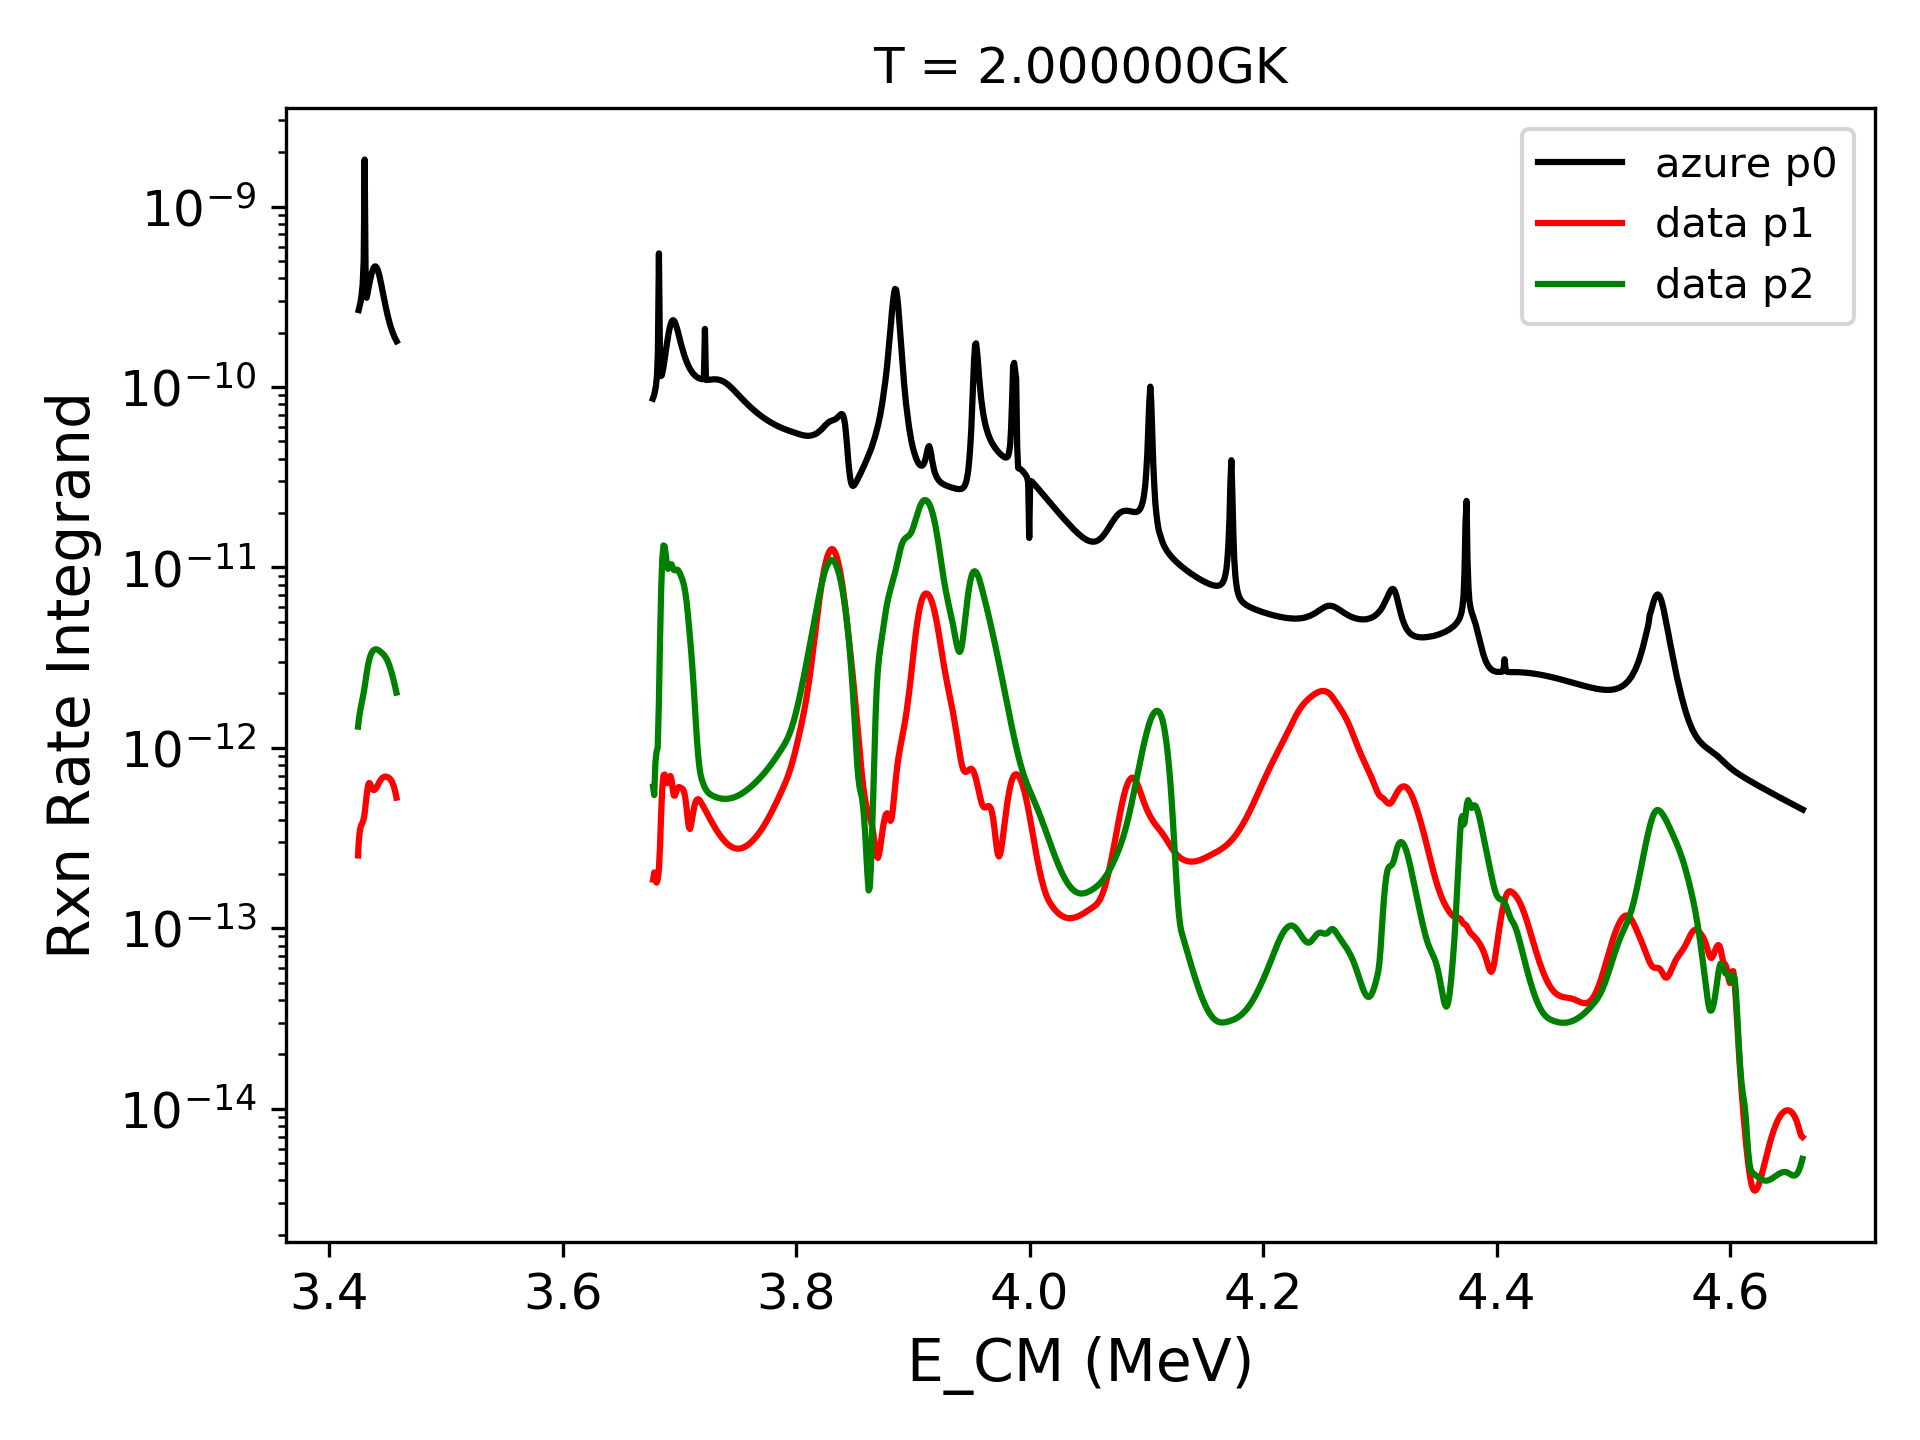 T = 2.000000GK
azure p0
data p1
data p2
Rxn Rate Integrand
10⁻⁹
10⁻¹⁰
10⁻¹¹
10⁻¹²
10⁻¹³
10⁻¹⁴
3.4 3.6 3.8 4.0 4.2 4.4 4.6
E_CM (MeV)